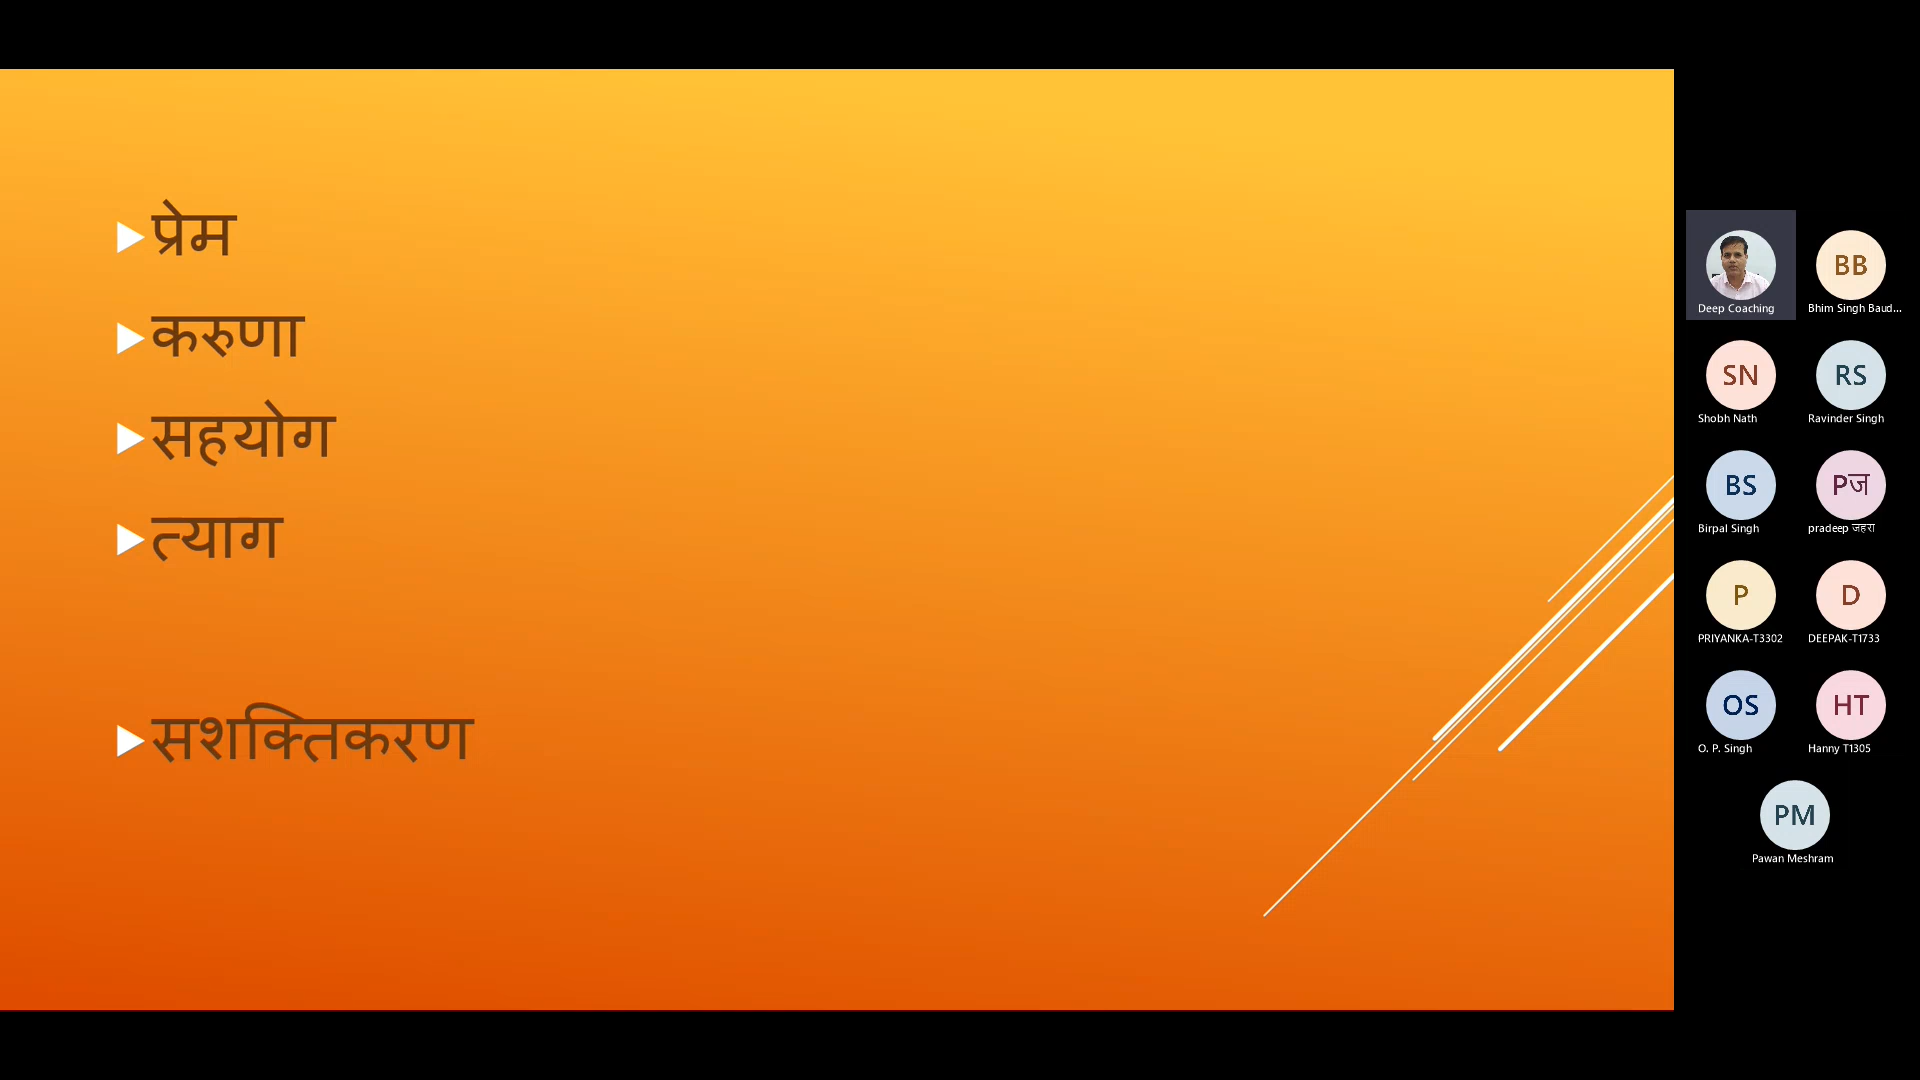 प्रेम
करुणा
सहयोग
त्याग
सशक्तिकरण
Deep Coaching
BB
Bhim Singh Baud...
SN
Shobh Nath
RS
Ravinder Singh
BS
Birpal Singh
Pज
pradeep जहरा
P
PRIYANKA-T3302
D
DEEPAK-T1733
OS
O. P. Singh
HT
Hanny T1305
PM
Pawan Meshram